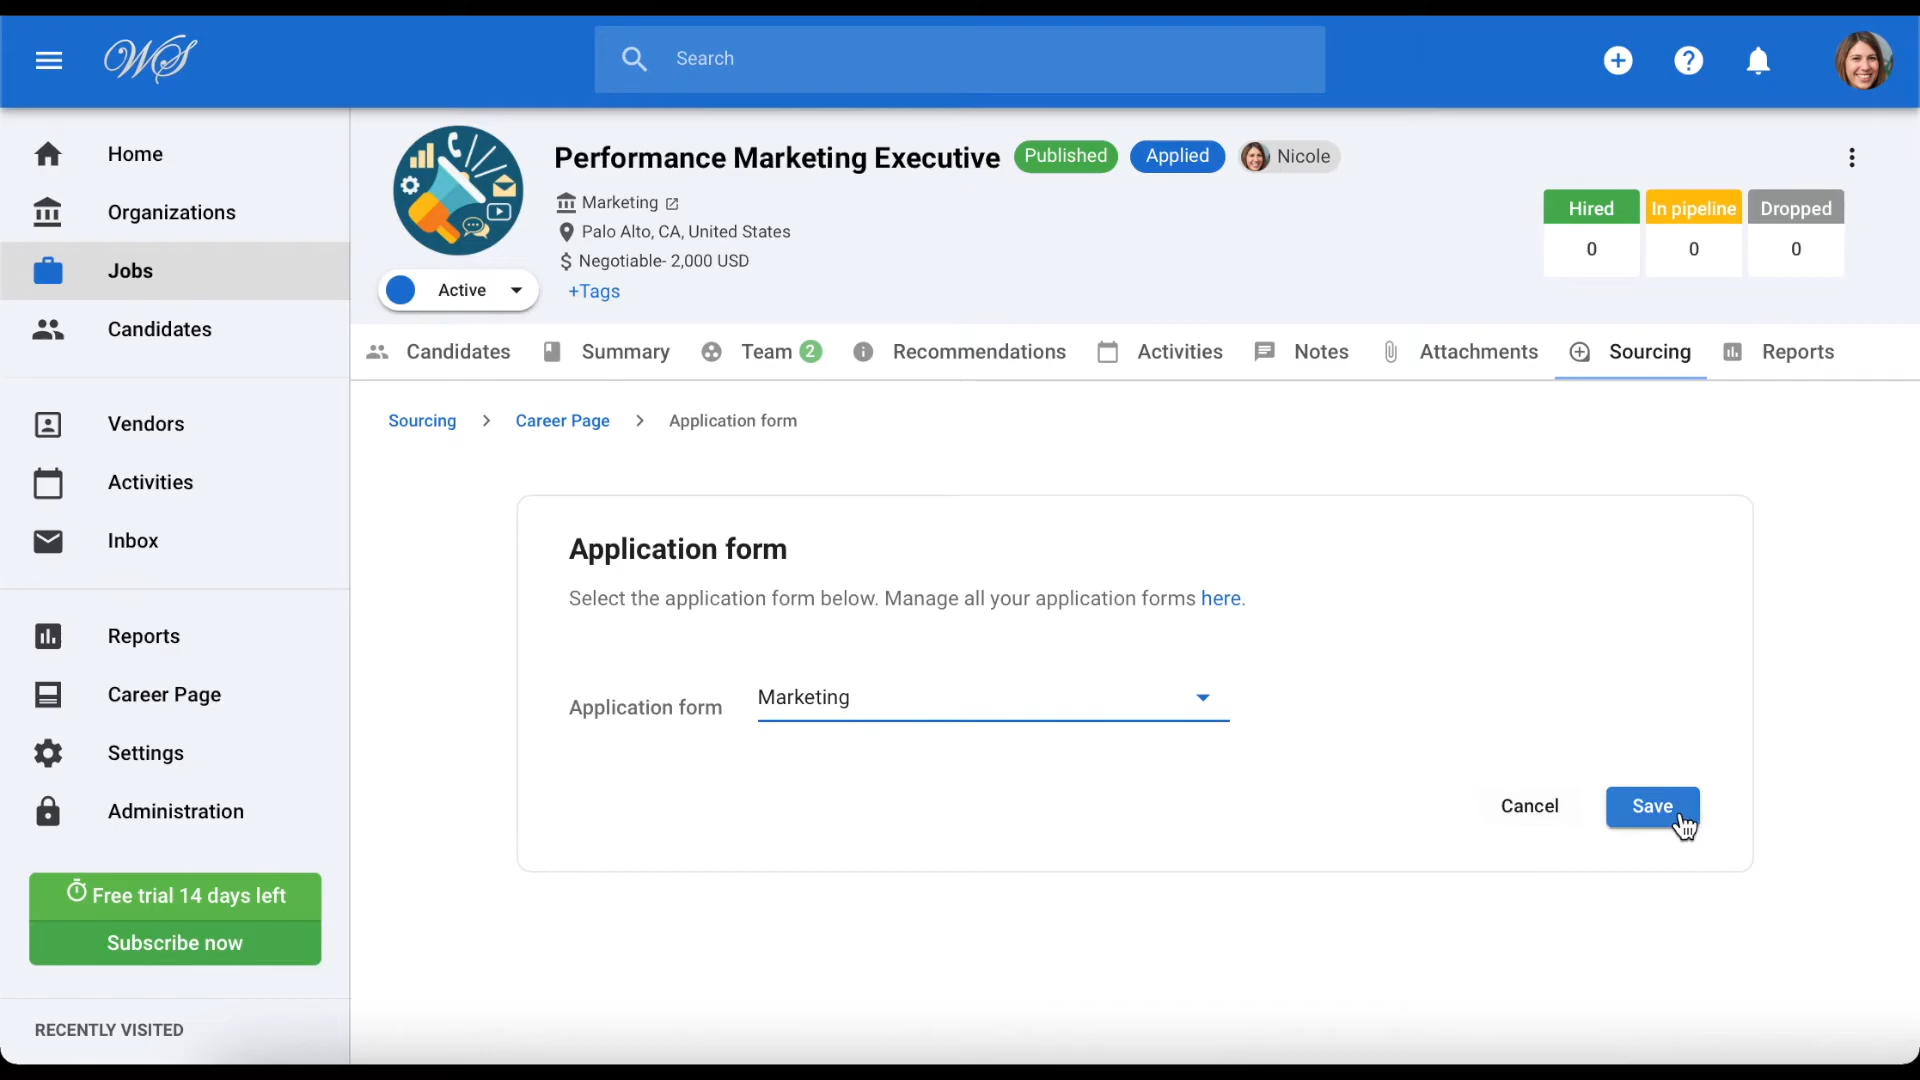 WS
Search
Home
Organizations
Jobs
Candidates
Vendors
Activities
Inbox
Reports
Career Page
Settings
Administration
Free trial 14 days left
Subscribe now
RECENTLY VISITED
Performance Marketing Executive Published Applied Nicole
Marketing
Palo Alto, CA, United States
$ Negotiable- 2,000 USD
+Tags
Active
Hired In pipeline Dropped
0 0 0
Candidates Summary Team 2 Recommendations Activities Notes Attachments Sourcing Reports
Sourcing > Career Page > Application form
Application form
Select the application form below. Manage all your application forms here.
Application form Marketing
Cancel Save